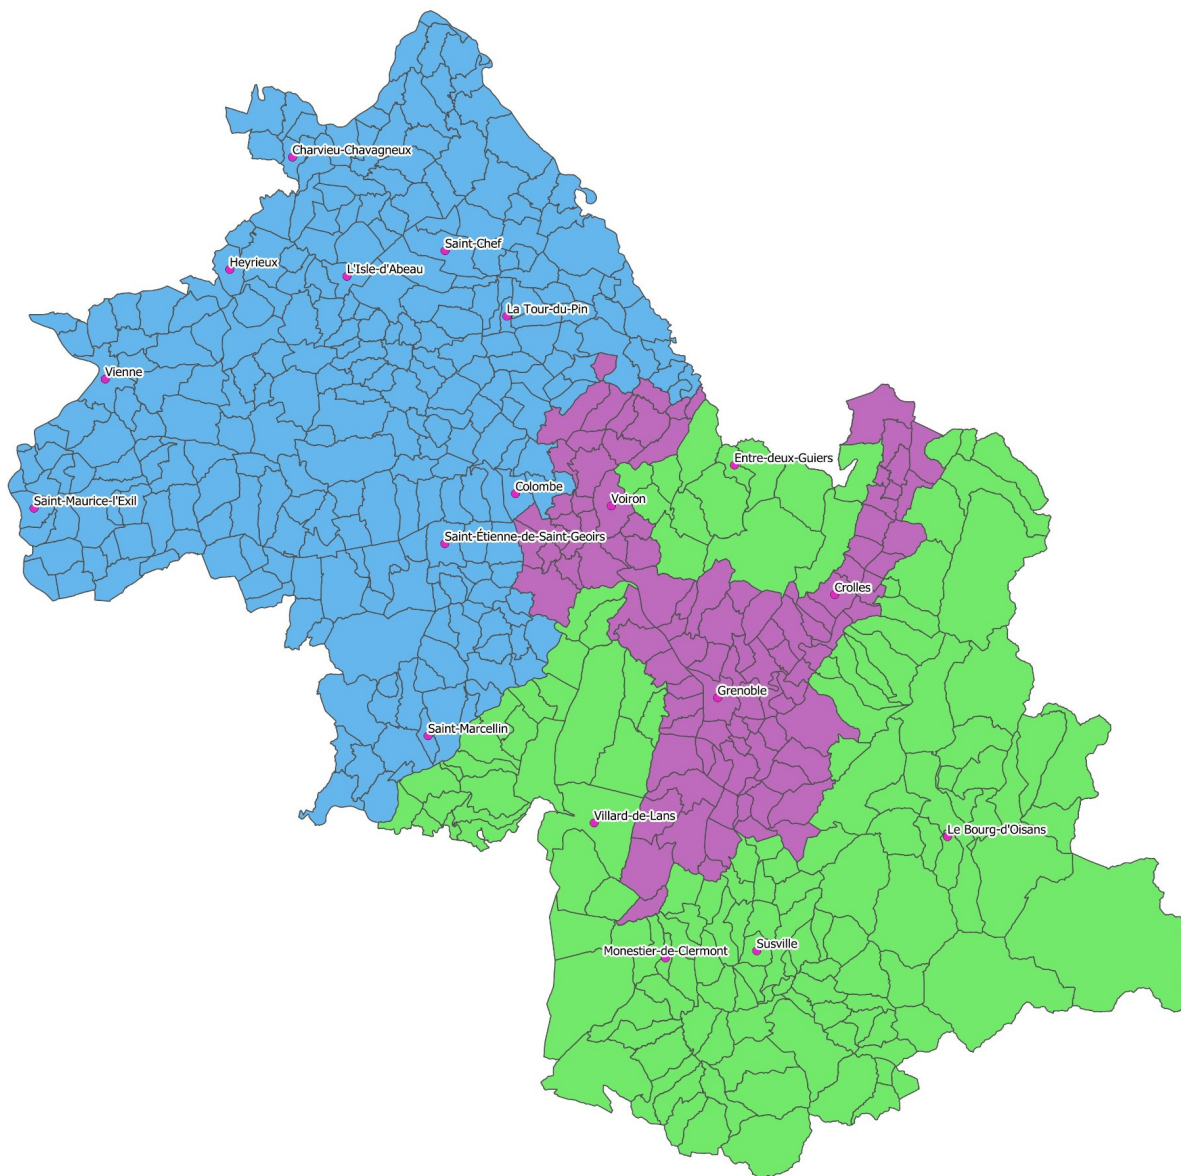 Charvieu-Chavagneux
Saint-Chef
Heyrieux
L'Isle-d'Abeau
La Tour-du-Pin
Vienne
Entre-deux-Guiers
Colombe
Saint-Maurice-l'Exil
Voiron
Saint-Étienne-de-Saint-Geoirs
Crolles
Grenoble
Saint-Marcellin
Villard-de-Lans
Le Bourg-d'Oisans
Susville
Monestier-de-Clermont